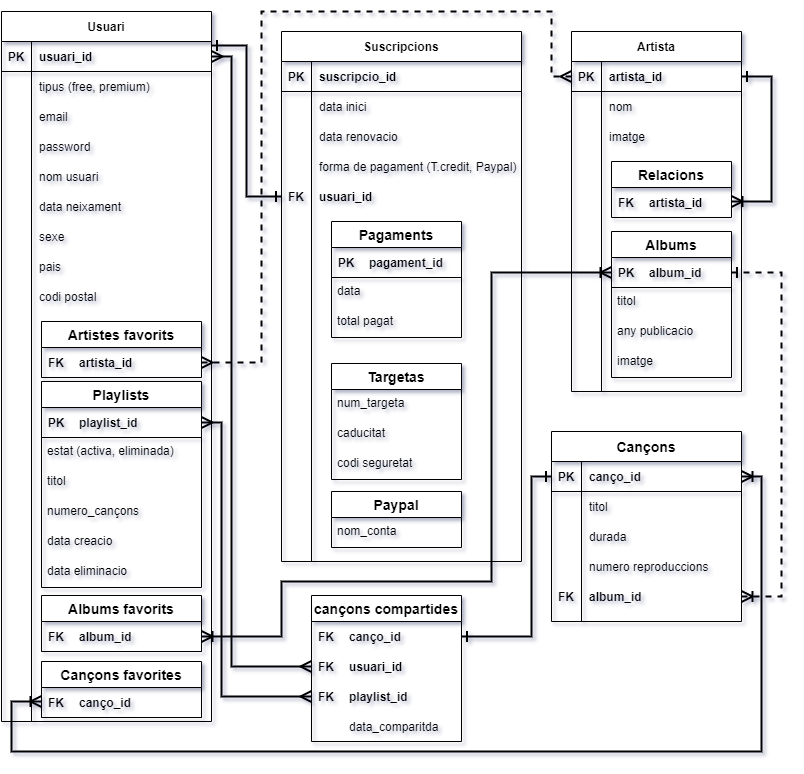 Usuari
PK usuari_id
tipus (free, premium)
email
password
nom usuari
data neixament
sexe
pais
codi postal
Artistes favorits
FK artista_id
Playlists
PK playlist_id
estat (activa, eliminada)
titol
numero_cançons
data creacio
data eliminacio
Albums favorits
FK album_id
Cançons favorites
FK canço_id
Suscripcions
PK suscripcio_id
data inici
data renovacio
forma de pagament (T.credit, Paypal)
FK usuari_id
Pagaments
PK pagament_id
data
total pagat
Targetas
num_targeta
caducitat
codi seguretat
Paypal
nom_conta
cançons compartides
FK canço_id
FK usuari_id
FK playlist_id
data_comparitda
Artista
PK artista_id
nom
imatge
Relacions
FK artista_id
Albums
PK album_id
titol
any publicacio
imatge
Cançons
PK canço_id
titol
durada
numero reproduccions
FK album_id